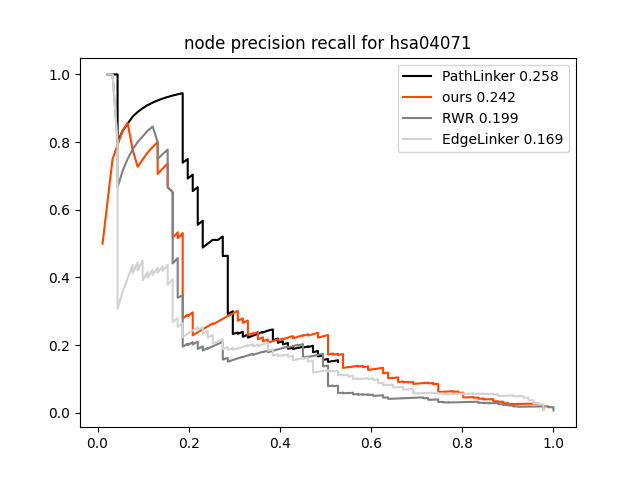 node precision recall for hsa04071
PathLinker 0.258
ours 0.242
RWR 0.199
EdgeLinker 0.169
1.0
0.8
0.6
0.4
0.2
0.0
0.0 0.2 0.4 0.6 0.8 1.0